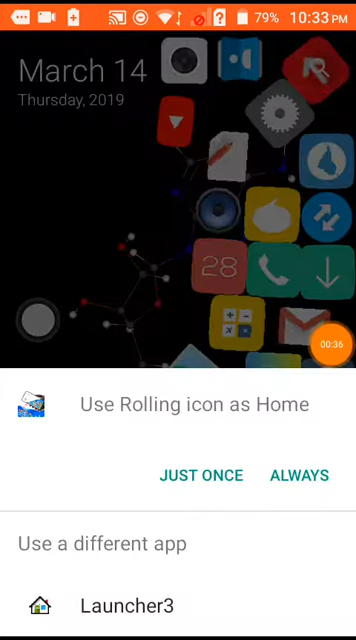 79% 10:33 PM
March 14
Thursday, 2019
28
00:36
Use Rolling icon as Home
JUST ONCE ALWAYS
Use a different app
Launcher3